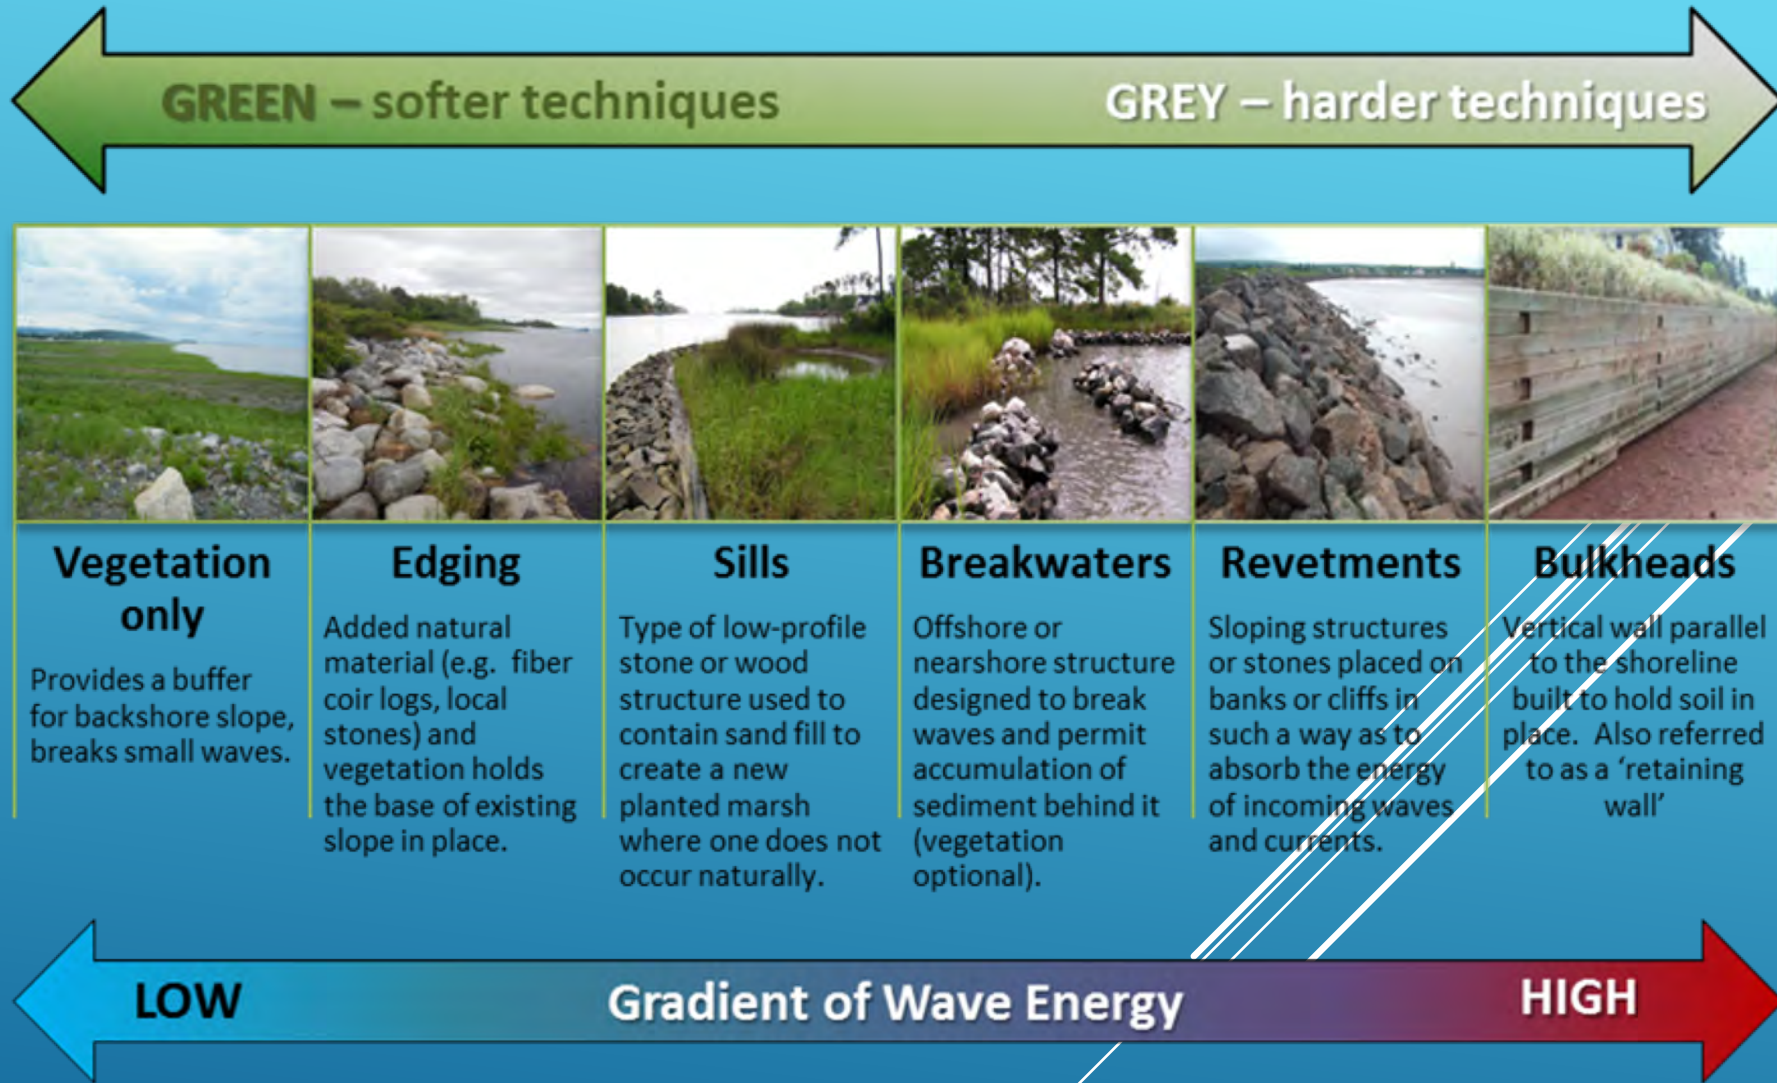 GREEN – softer techniques
GREY – harder techniques
Vegetation
only
Provides a buffer
for backshore slope,
breaks small waves.
Edging
Added natural
material (e.g. fiber
coir logs, local
stones) and
vegetation holds
the base of existing
slope in place.
Sills
Type of low-profile
stone or wood
structure used to
contain sand fill to
create a new
planted marsh
where one does not
occur naturally.
Breakwaters
Offshore or
nearshore structure
designed to break
waves and permit
accumulation of
sediment behind it
(vegetation
optional).
Revetments
Sloping structures
or stones placed on
banks or cliffs in
such a way as to
absorb the energy
of incoming waves
and currents.
Bulkheads
Vertical wall parallel
to the shoreline
built to hold soil in
place. Also referred
to as a ‘retaining
wall’
LOW
Gradient of Wave Energy
HIGH